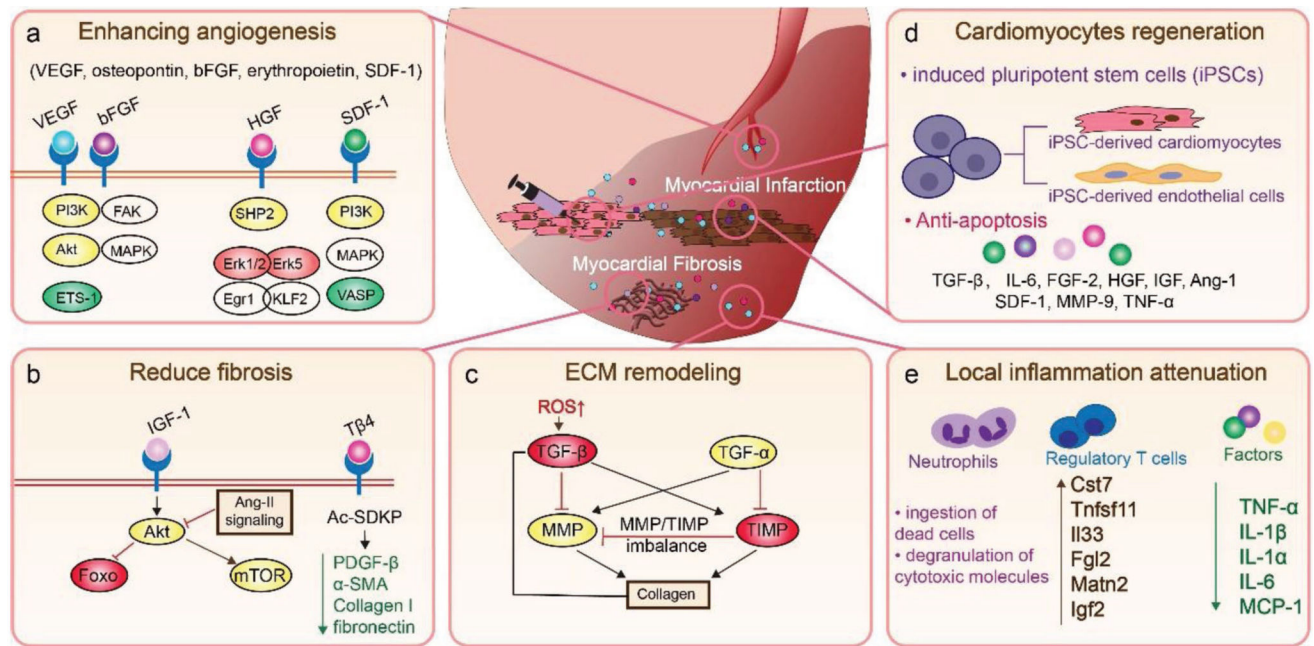 a
Enhancing angiogenesis
(VEGF, osteopontin, bFGF, erythropoietin, SDF-1)
VEGF
bFGF
HGF
SDF-1
PI3K
FAK
SHP2
PI3K
Akt
MAPK
Erk1/2
Erk5
MAPK
ETS-1
Egr1
KLF2
VASP
Myocardial Infarction
Myocardial Fibrosis
d
Cardiomyocytes regeneration
• induced pluripotent stem cells (iPSCs)
iPSC-derived cardiomyocytes
iPSC-derived endothelial cells
• Anti-apoptosis
TGF-β, IL-6, FGF-2, HGF, IGF, Ang-1
SDF-1, MMP-9, TNF-α
b
Reduce fibrosis
IGF-1
Tβ4
Ang-II
signaling
Akt
Ac-SDKP
Foxo
mTOR
PDGF-β
α-SMA
Collagen I
fibronectin
c
ECM remodeling
ROS↑
TGF-β
TGF-α
MMP
MMP/TIMP
imbalance
TIMP
Collagen
e
Local inflammation attenuation
Neutrophils
Regulatory T cells
Factors
• ingestion of
dead cells
• degranulation of
cytotoxic molecules
Cst7
Tnfsf11
Il33
Fgl2
Matn2
Igf2
TNF-α
IL-1β
IL-1α
IL-6
MCP-1